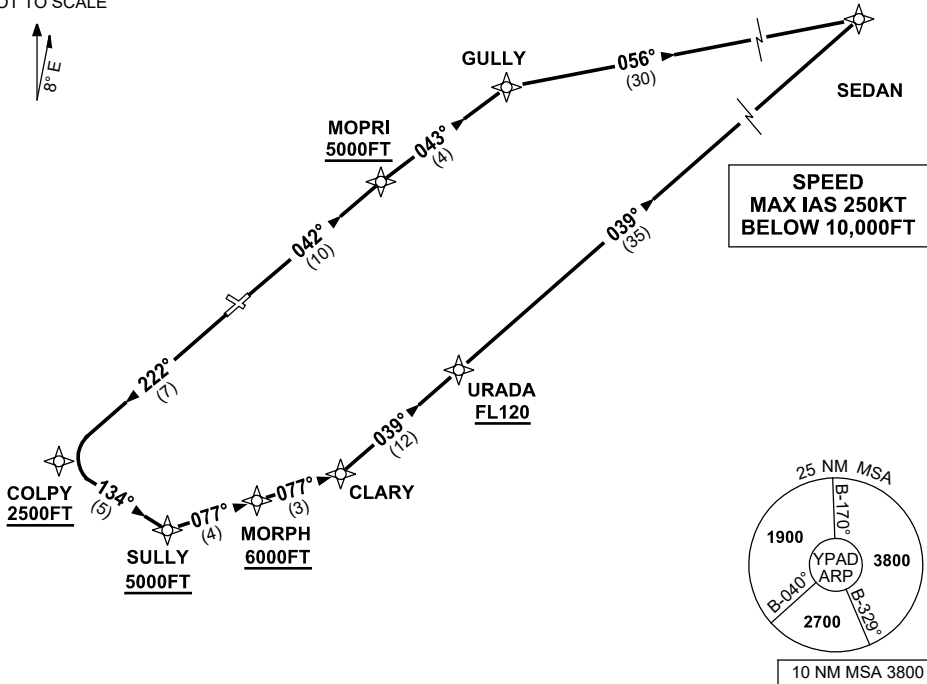 OT TO SCALE
8° E
GULLY
056°
(30)
SEDAN
MOPRI
5000FT
043°
(4)
SPEED
MAX IAS 250KT
BELOW 10,000FT
042°
(10)
039°
(35)
222°
(7)
URADA
FL120
039°
(12)
COLPY
2500FT
134°
(5)
SULLY
5000FT
077°
(4)
MORPH
6000FT
077°
(3)
CLARY
25 NM MSA
B-170°
1900
3800
YPAD
ARP
B-040°
B-329°
2700
10 NM MSA 3800